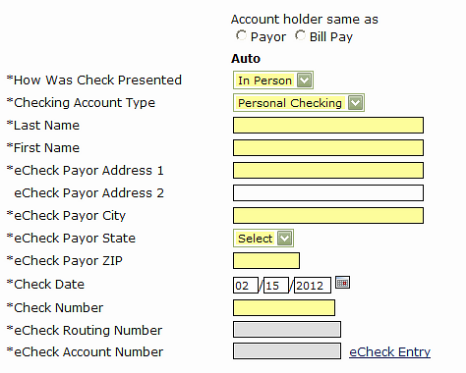 Account holder same as
Payor Bill Pay
Auto
*How Was Check Presented In Person
*Checking Account Type Personal Checking
*Last Name
*First Name
*eCheck Payor Address 1
eCheck Payor Address 2
*eCheck Payor City
*eCheck Payor State Select
*eCheck Payor ZIP
*Check Date 02 / 15 / 2012
*Check Number
*eCheck Routing Number
*eCheck Account Number eCheck Entry